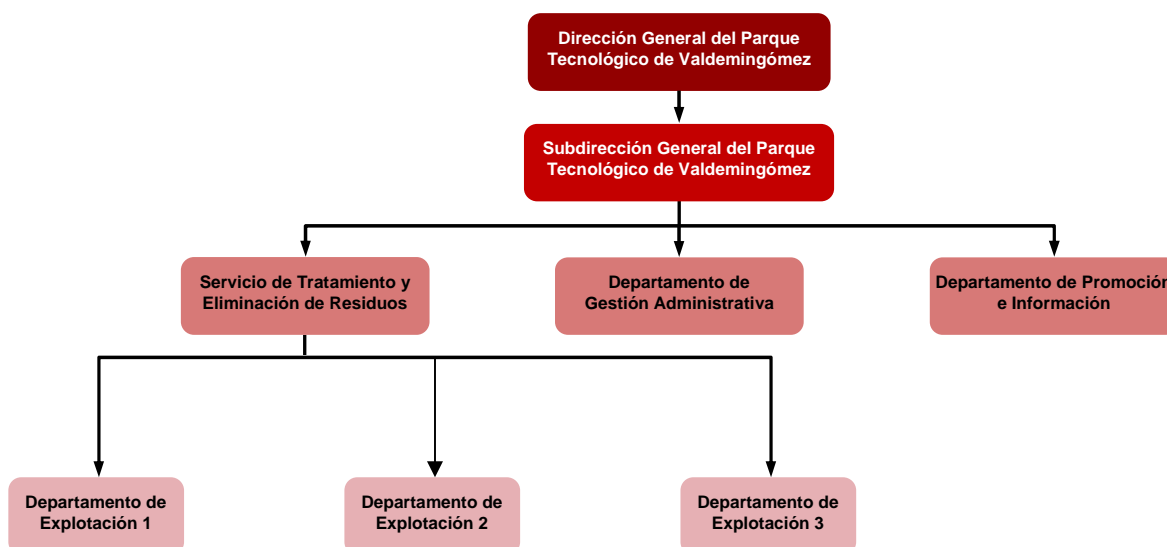 Dirección General del Parque
Tecnológico de Valdemingómez
Subdirección General del Parque
Tecnológico de Valdemingómez
Servicio de Tratamiento y
Eliminación de Residuos
Departamento de
Gestión Administrativa
Departamento de Promoción
e Información
Departamento de
Explotación 1
Departamento de
Explotación 2
Departamento de
Explotación 3